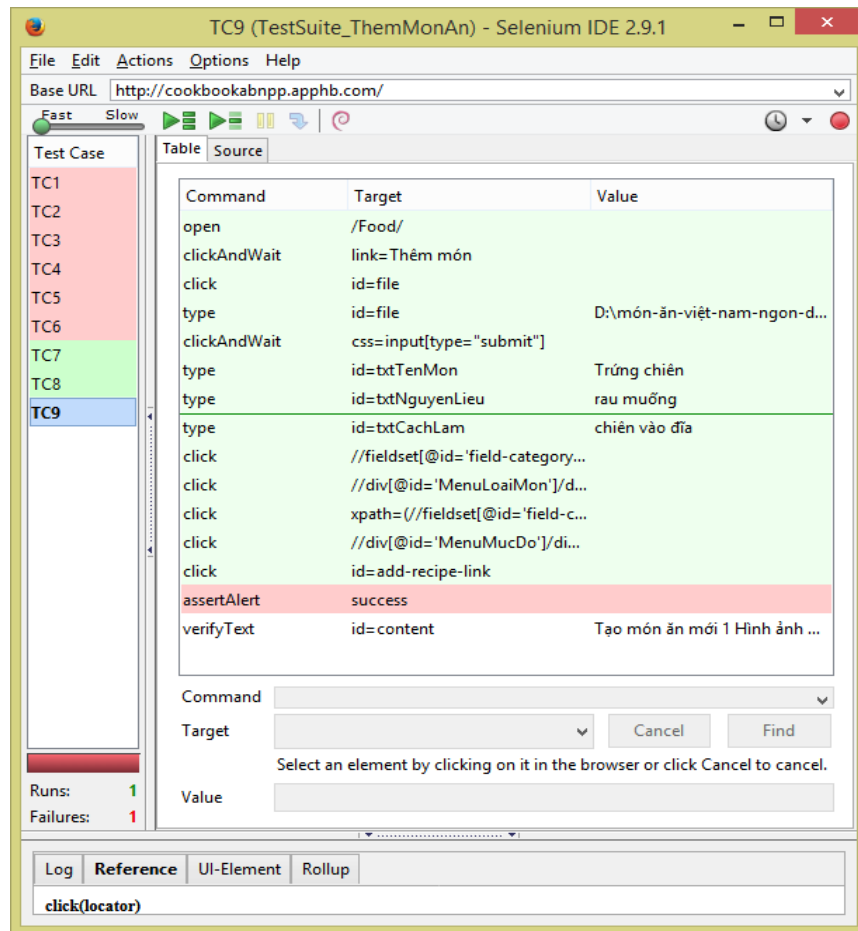 TC9 (TestSuite_ThemMonAn) - Selenium IDE 2.9.1
File Edit Actions Options Help
Base URL http://cookbookabnpp.apphb.com/
Fast Slow
Test Case
TC1
TC2
TC3
TC4
TC5
TC6
TC7
TC8
TC9
Table Source
Command Target Value
open /Food/
clickAndWait link=Thêm món
click id=file
type id=file D:\món-ăn-việt-nam-ngon-d...
clickAndWait css=input[type="submit"]
type id=txtTenMon Trứng chiên
type id=txtNguyenLieu rau muống
type id=txtCachLam chiên vào đĩa
click //fieldset[@id='field-category...
click //div[@id='MenuLoaiMon']/d...
click xpath=(//fieldset[@id='field-c...
click //div[@id='MenuMucDo']/di...
click id=add-recipe-link
assertAlert success
verifyText id=content Tạo món ăn mới 1 Hình ảnh ...
Command
Target Cancel Find
Select an element by clicking on it in the browser or click Cancel to cancel.
Value
Runs: 1
Failures: 1
Log Reference UI-Element Rollup
click(locator)